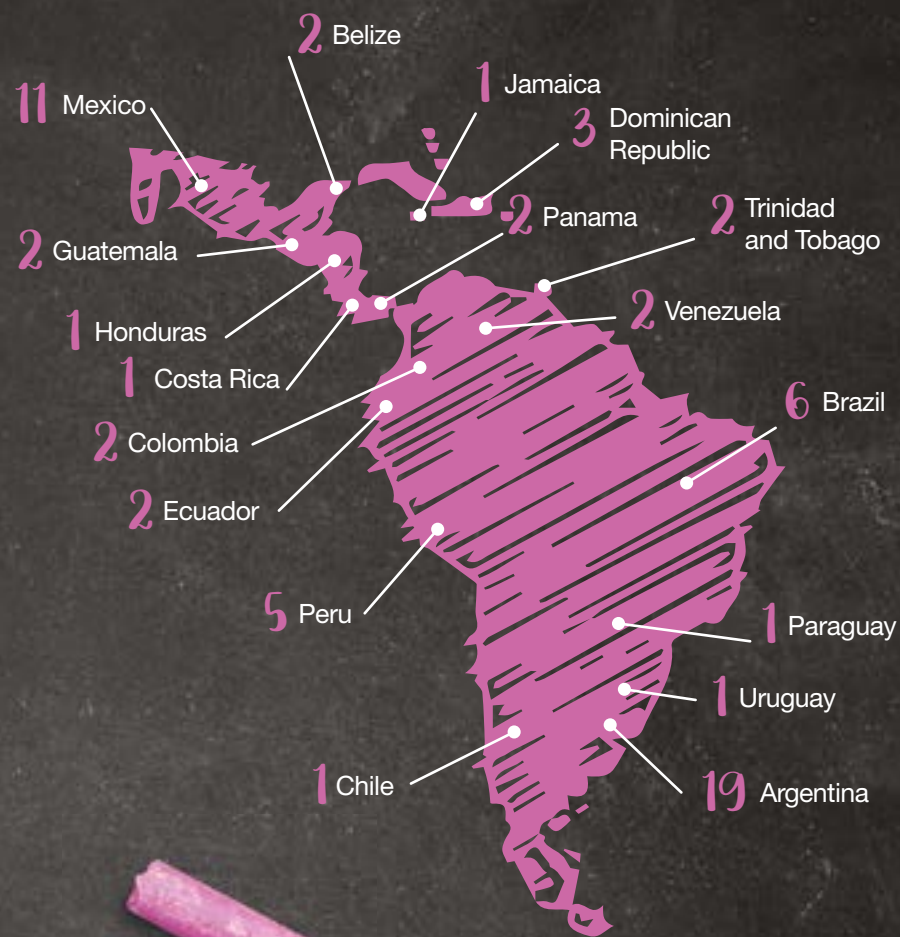 2 Belize
1 Jamaica
11 Mexico
3 Dominican
Republic
2 Trinidad
and Tobago
2 Panama
2 Guatemala
2 Venezuela
1 Honduras
1 Costa Rica
6 Brazil
2 Colombia
2 Ecuador
5 Peru
1 Paraguay
1 Uruguay
1 Chile
19 Argentina